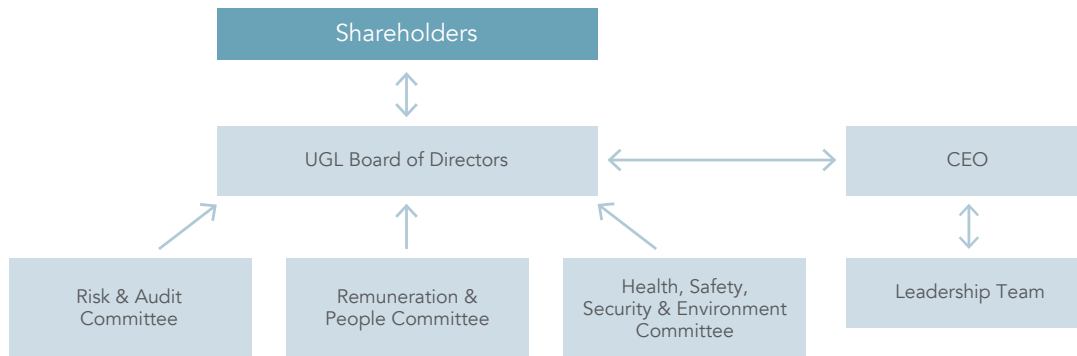 Shareholders
UGL Board of Directors
CEO
Risk & Audit
Committee
Remuneration &
People Committee
Health, Safety,
Security & Environment
Committee
Leadership Team